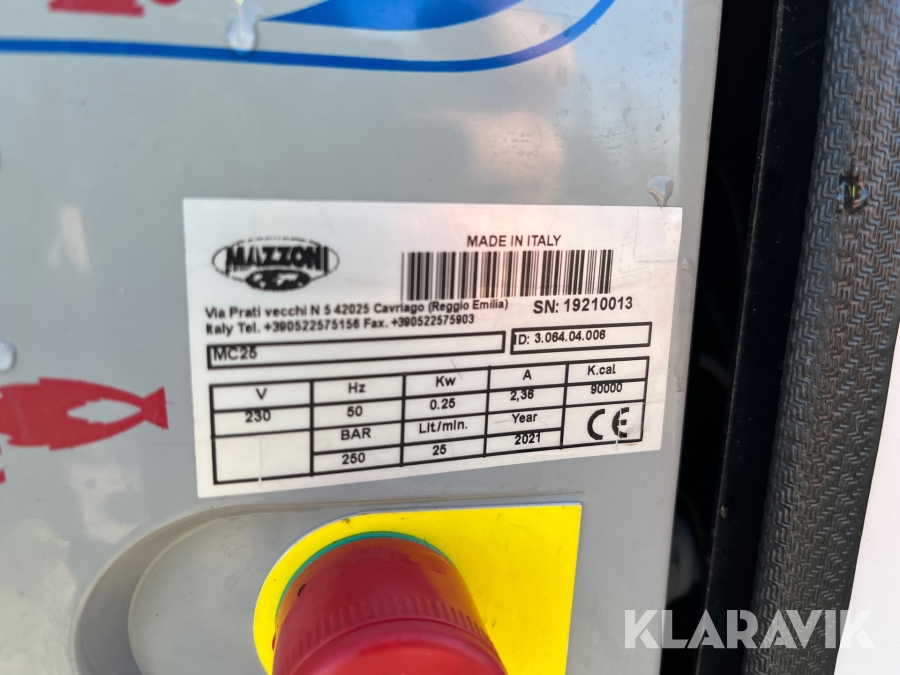 MAZZONI
MADE IN ITALY
Via Prati vecchi N 5 42025 Cavriago (Reggio Emilia)
Italy Tel. +390522575156 Fax. +390522575903
SN: 19210013
MC25
ID: 3.064.04.006
V Hz Kw A K.cal
230 50 0.25 2,36 90000
BAR Lit/min. Year CE
250 25 2021
KLARAVIK